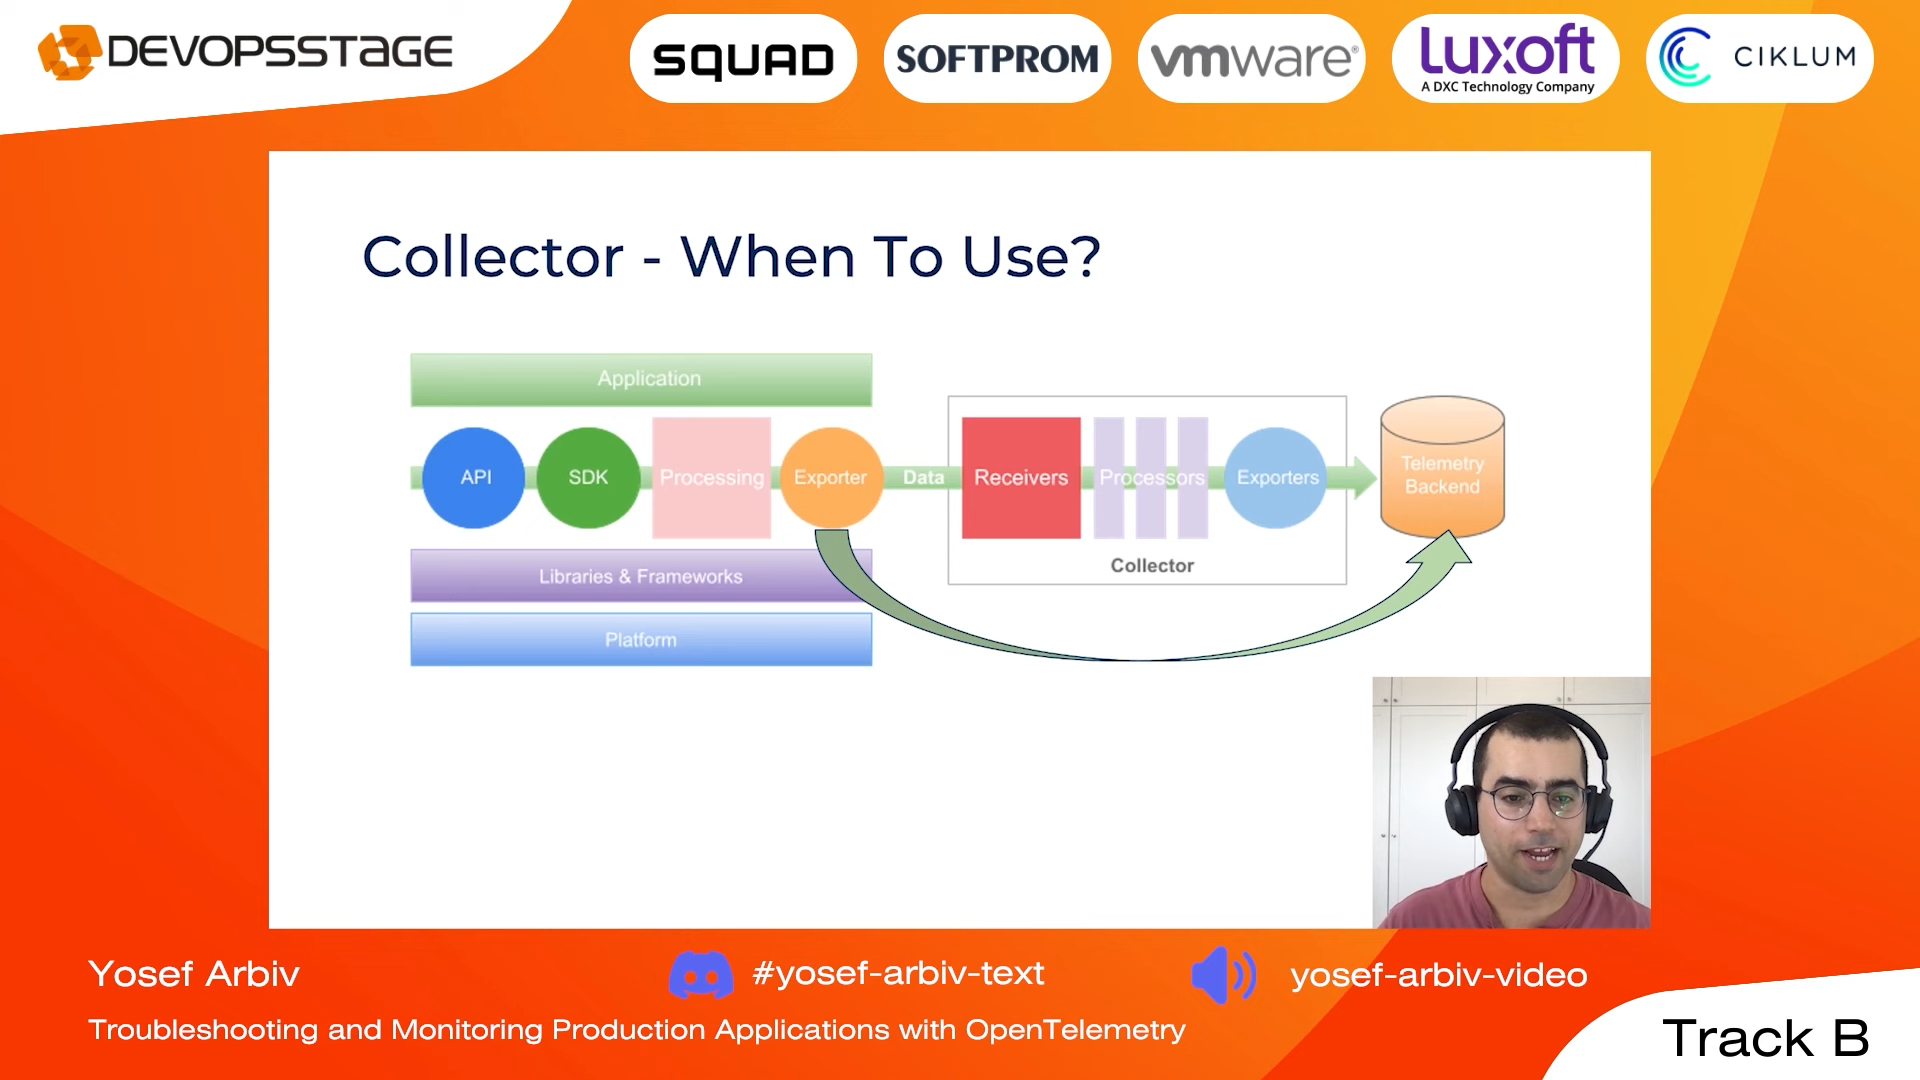 DEVOPSSTAGE
SQUAD
SOFTPROM
vmware®
Luxoft
A DXC Technology Company
CIKLUM
Collector - When To Use?
Application
API
SDK
Processing
Exporter
Data
Receivers
Processors
Exporters
Telemetry
Backend
Collector
Libraries & Frameworks
Platform
Yosef Arbiv
#yosef-arbiv-text
yosef-arbiv-video
Troubleshooting and Monitoring Production Applications with OpenTelemetry
Track B